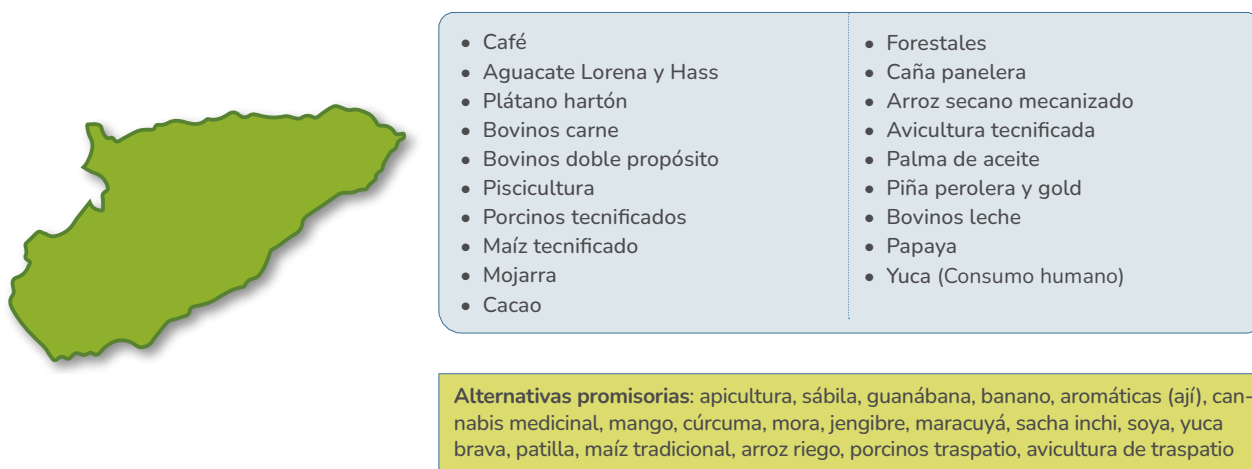 • Café
• Aguacate Lorena y Hass
• Plátano hartón
• Bovinos carne
• Bovinos doble propósito
• Piscicultura
• Porcinos tecnificados
• Maíz tecnificado
• Mojarra
• Cacao
• Forestales
• Caña panelera
• Arroz secano mecanizado
• Avicultura tecnificada
• Palma de aceite
• Piña perolera y gold
• Bovinos leche
• Papaya
• Yuca (Consumo humano)
Alternativas promisorias: apicultura, sábila, guanábana, banano, aromáticas (ají), can-
nabis medicinal, mango, cúrcuma, mora, jengibre, maracuyá, sacha inchi, soya, yuca
brava, patilla, maíz tradicional, arroz riego, porcinos traspatio, avicultura de traspatio